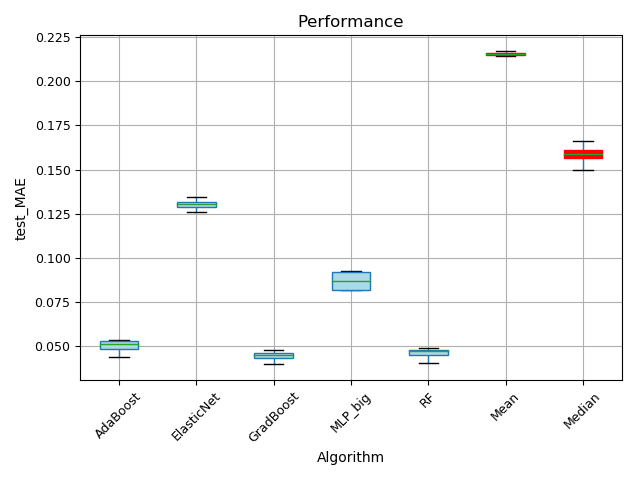 Performance
test_MAE
0.225
0.200
0.175
0.150
0.125
0.100
0.075
0.050
AdaBoost
ElasticNet
GradBoost
MLP_big
RF
Mean
Median
Algorithm